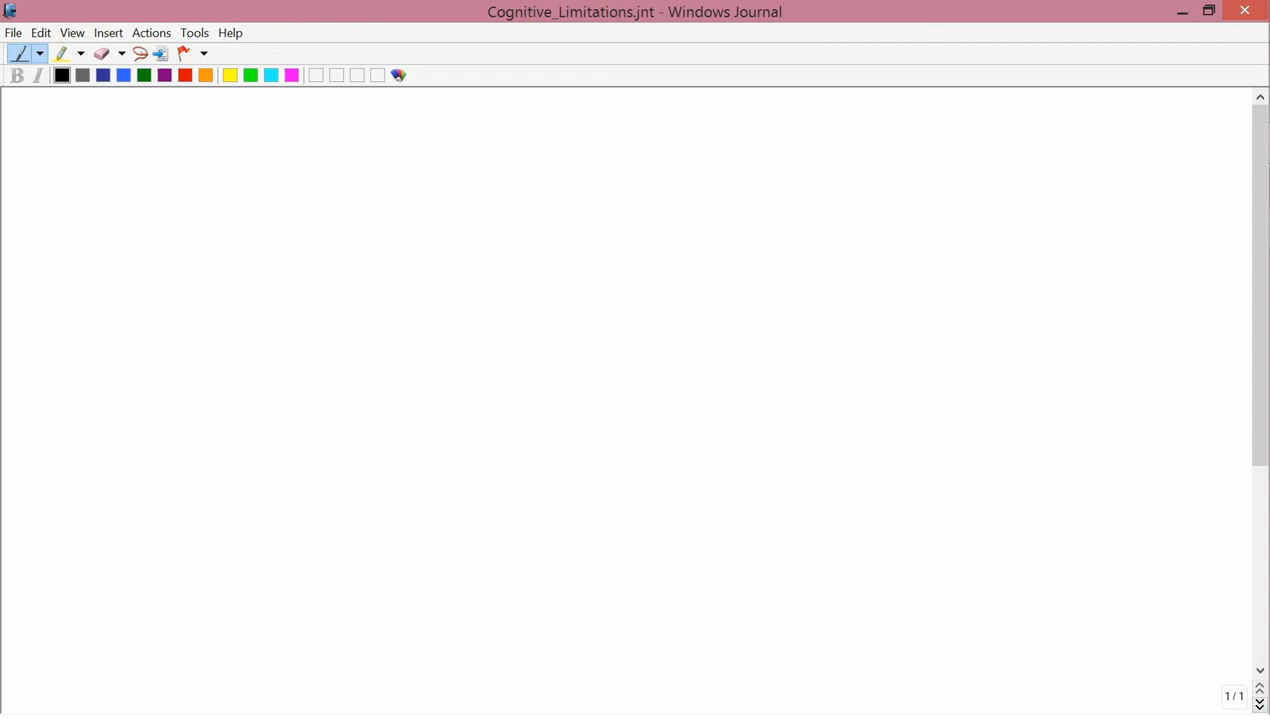 Cognitive_Limitations.jnt - Windows Journal
File Edit View Insert Actions Tools Help
B I
1 / 1